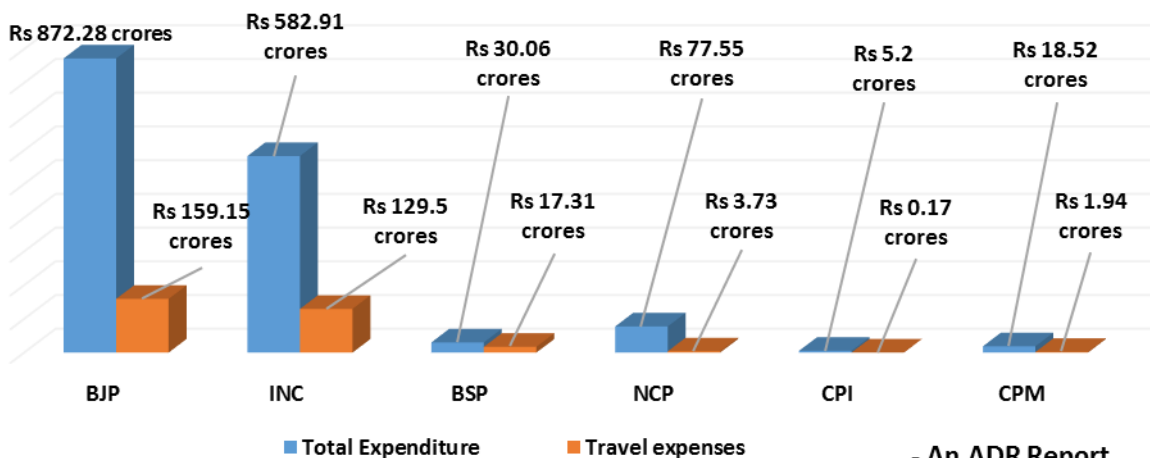 Rs 872.28 crores
Rs 582.91
crores
Rs 30.06
crores
Rs 77.55
crores
Rs 5.2
crores
Rs 18.52
crores
Rs 159.15
crores
Rs 129.5
crores
Rs 17.31
crores
Rs 3.73
crores
Rs 0.17
crores
Rs 1.94
crores
BJP
INC
BSP
NCP
CPI
CPM
Total Expenditure
Travel expenses
- An ADR Report